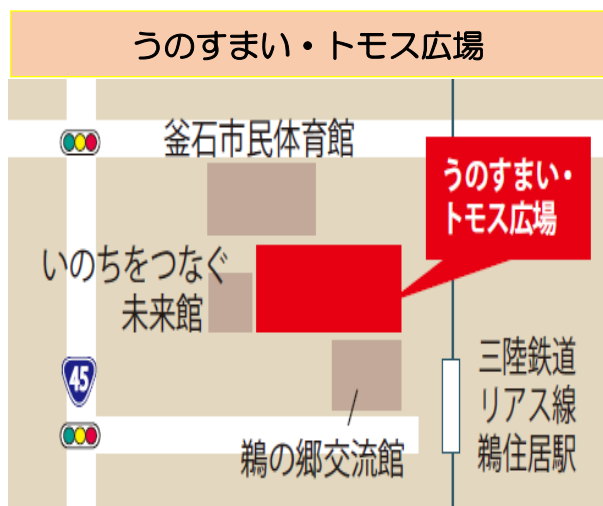 うのすまい・トモス広場
釜石市民体育館
うのすまい・
トモス広場
いのちをつなぐ
未来館
45
三陸鉄道
リアス線
鵜住居駅
鵜の郷交流館